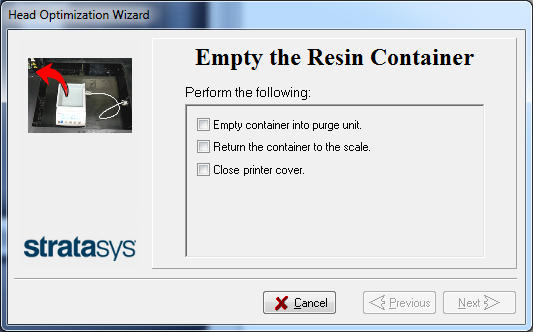 Head Optimization Wizard
Empty the Resin Container
Perform the following:
Empty container into purge unit.
Return the container to the scale.
Close printer cover.
stratasys
Cancel
Previous
Next